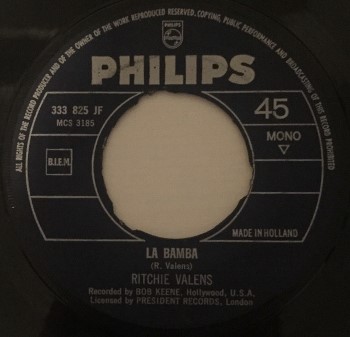 ALL RIGHTS OF THE RECORD PRODUCER AND OF THE OWNER OF THE WORK REPRODUCED RESERVED. COPYING, PUBLIC PERFORMANCE AND BROADCASTING OF THIS RECORD PROHIBITED
PHILIPS
PHILIPS
333 825 JF
45
MCS 3185
MONO
B.I.E.M.
MADE IN HOLLAND
LA BAMBA
(R. Valens)
RITCHIE VALENS
Recorded by BOB KEENE, Hollywood, U.S.A.
Licensed by PRESIDENT RECORDS, London